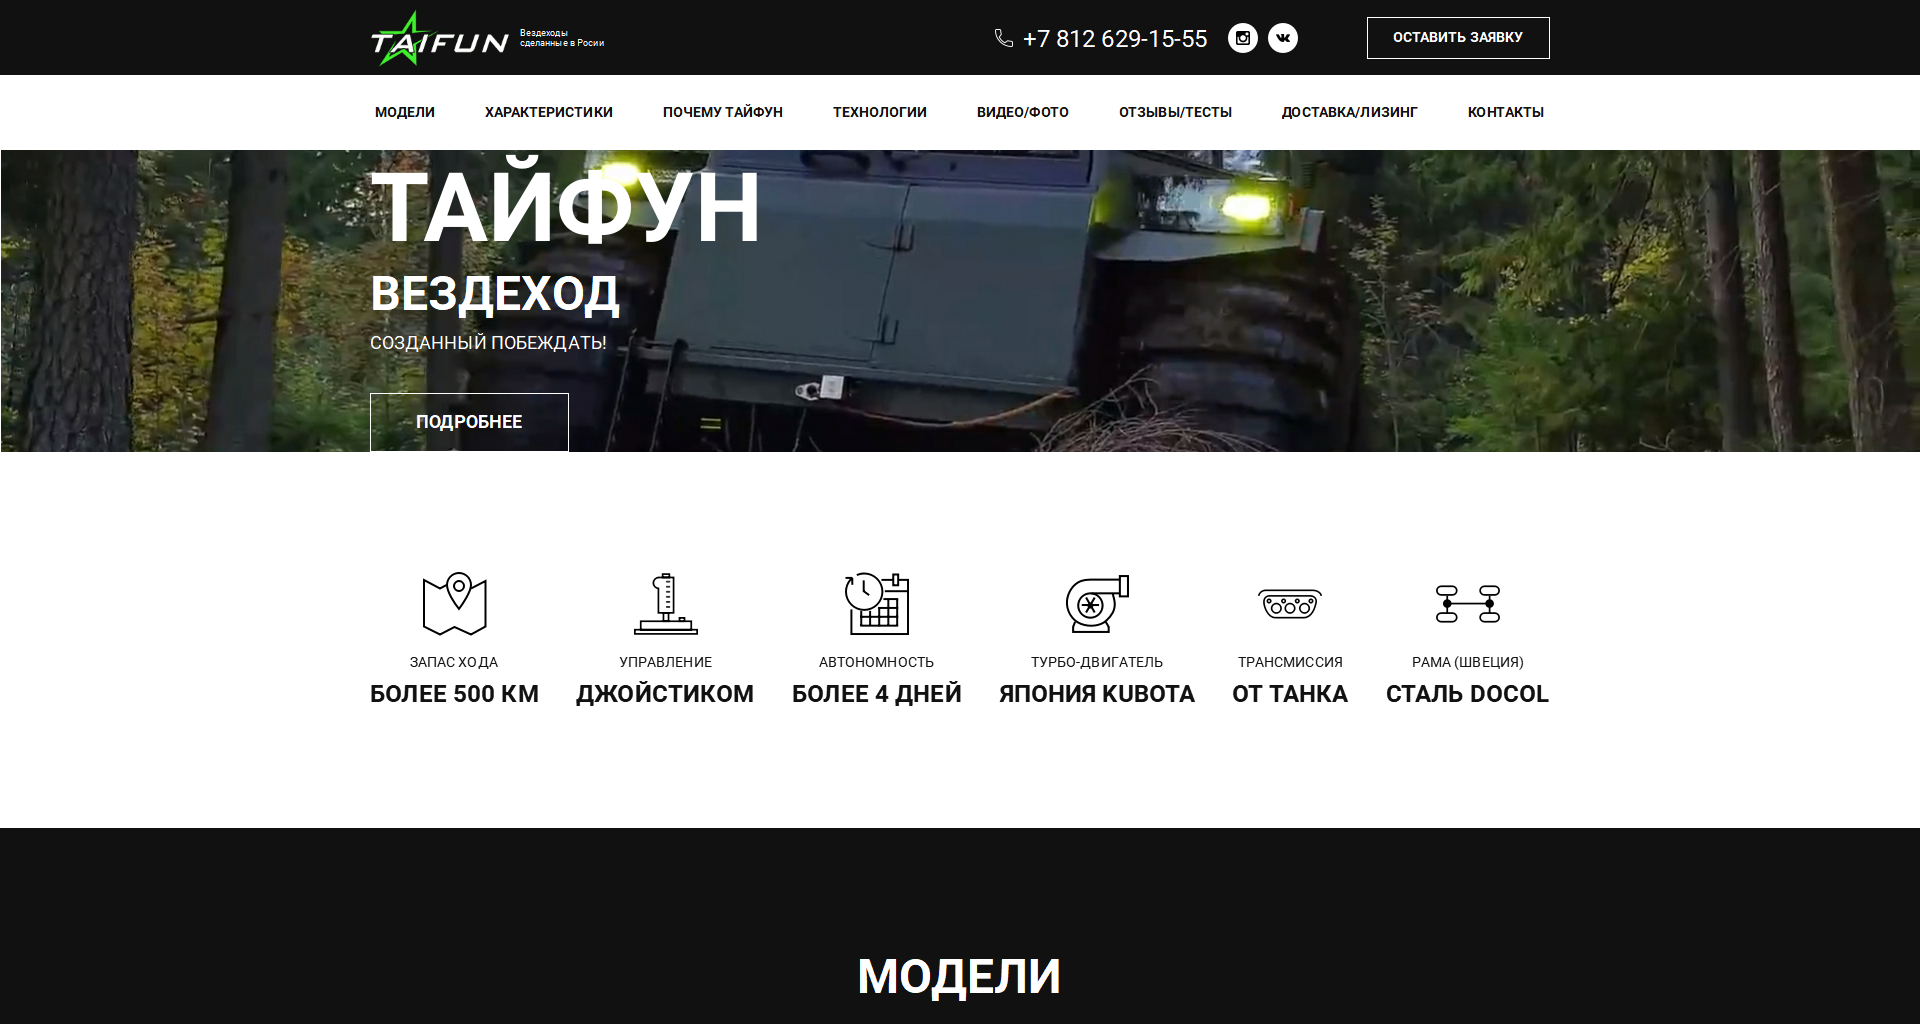 TAIFUN
Вездеходы
сделанные в Росии
+7 812 629-15-55
ОСТАВИТЬ ЗАЯВКУ
МОДЕЛИ ХАРАКТЕРИСТИКИ ПОЧЕМУ ТАЙФУН ТЕХНОЛОГИИ ВИДЕО/ФОТО ОТЗЫВЫ/ТЕСТЫ ДОСТАВКА/ЛИЗИНГ КОНТАКТЫ
ТАЙФУН
ВЕЗДЕХОД
СОЗДАННЫЙ ПОБЕЖДАТЬ!
ПОДРОБНЕЕ
ЗАПАС ХОДА
БОЛЕЕ 500 КМ
УПРАВЛЕНИЕ
ДЖОЙСТИКОМ
АВТОНОМНОСТЬ
БОЛЕЕ 4 ДНЕЙ
ТУРБО-ДВИГАТЕЛЬ
ЯПОНИЯ KUBOTA
ТРАНСМИССИЯ
ОТ ТАНКА
РАМА (ШВЕЦИЯ)
СТАЛЬ DOCOL
МОДЕЛИ